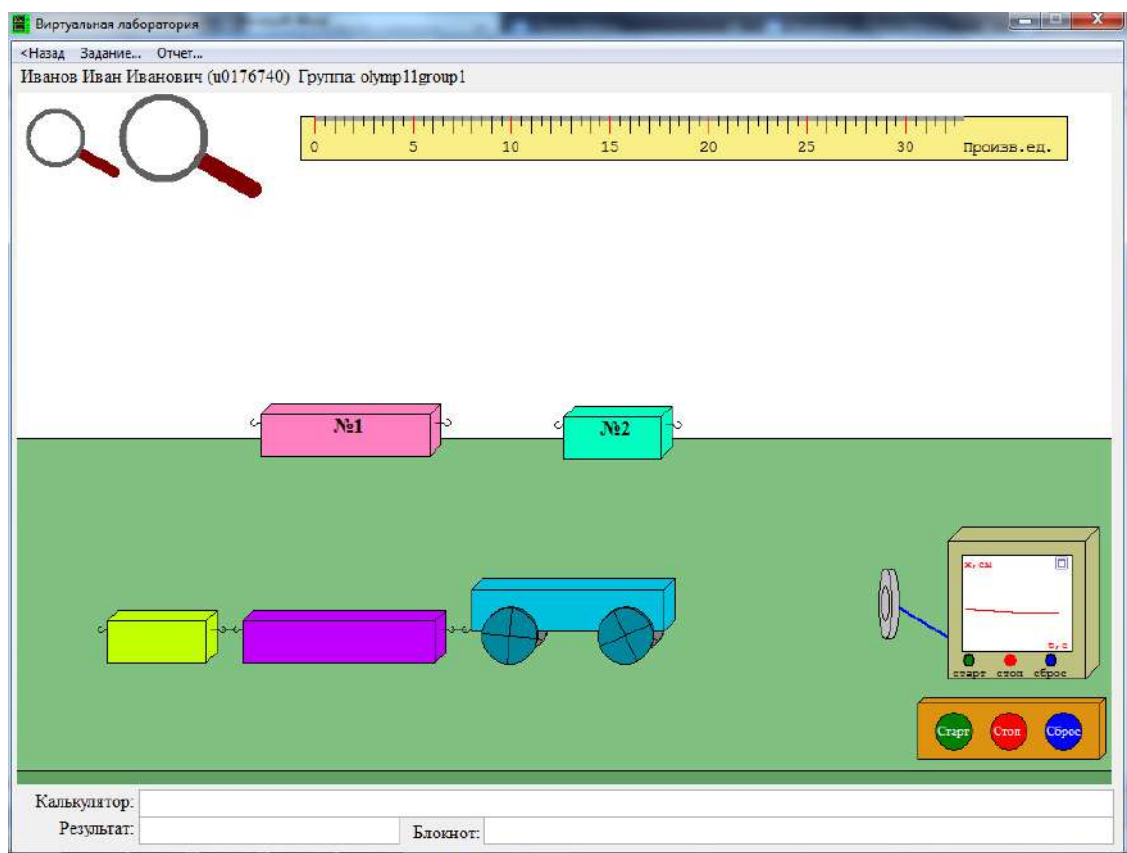 Виртуальная лаборатория
<Назад Задание... Отчет...
Иванов Иван Иванович (u0176740) Группа: olymp11group1
0 5 10 15 20 25 30 Произв.ед.
№1
№2
x, см
t, с
старт стоп сброс
Старт Стоп Сброс
Калькулятор:
Результат:
Блокнот: